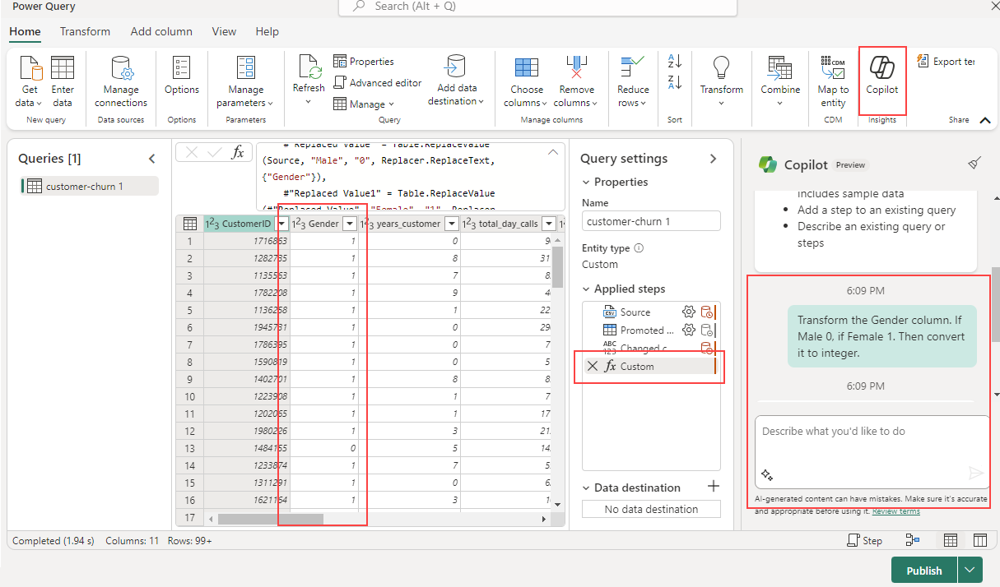 Power Query
Search (Alt + Q)
Home Transform Add column View Help
Get data
Enter data
New query
Manage connections
Data sources
Options
Options
Manage parameters
Parameters
Refresh
Properties
Advanced editor
Manage
Add data destination
Query
Choose columns
Remove columns
Manage columns
Reduce rows
Sort
Transform
Combine
CDM
Map to entity
CDM
Copilot
Insights
Export ter
Share
Queries [1]
customer-churn 1
fx
#"Replaced Value" = Table.ReplaceValue
(Source, "Male", "0", Replacer.ReplaceText,
{"Gender"}),
#"Replaced Value1" = Table.ReplaceValue
(#"Replaced Value", "Female", "1", Replacer
CustomerID Gender years_customer total_day_calls
1 1716863 1 0 9
2 1282735 1 8 31
3 1135563 1 7 8
4 1782208 1 9 4
5 1136258 1 1 22
6 1945731 1 0 29
7 1786395 1 0 7
8 1590819 1 0 5
9 1402701 1 8 8
10 1223908 1 1 7
11 1202065 1 1 17
12 1980226 1 3 21
13 1484155 0 5 14
14 1233874 1 7 5
15 1311291 1 0 6
16 1621164 1 3 1
17
Query settings
Properties
Name
customer-churn 1
Entity type
Custom
Applied steps
Source
Promoted ...
Changed c
Custom
Data destination
No data destination
Copilot Preview
includes sample data
Add a step to an existing query
Describe an existing query or
steps
6:09 PM
Transform the Gender column. If
Male 0, if Female 1. Then convert
it to integer.
6:09 PM
Describe what you'd like to do
AI-generated content can have mistakes. Make sure it's accurate
and appropriate before using it. Review terms
Completed (1.94 s) Columns: 11 Rows: 99+
Step
Publish